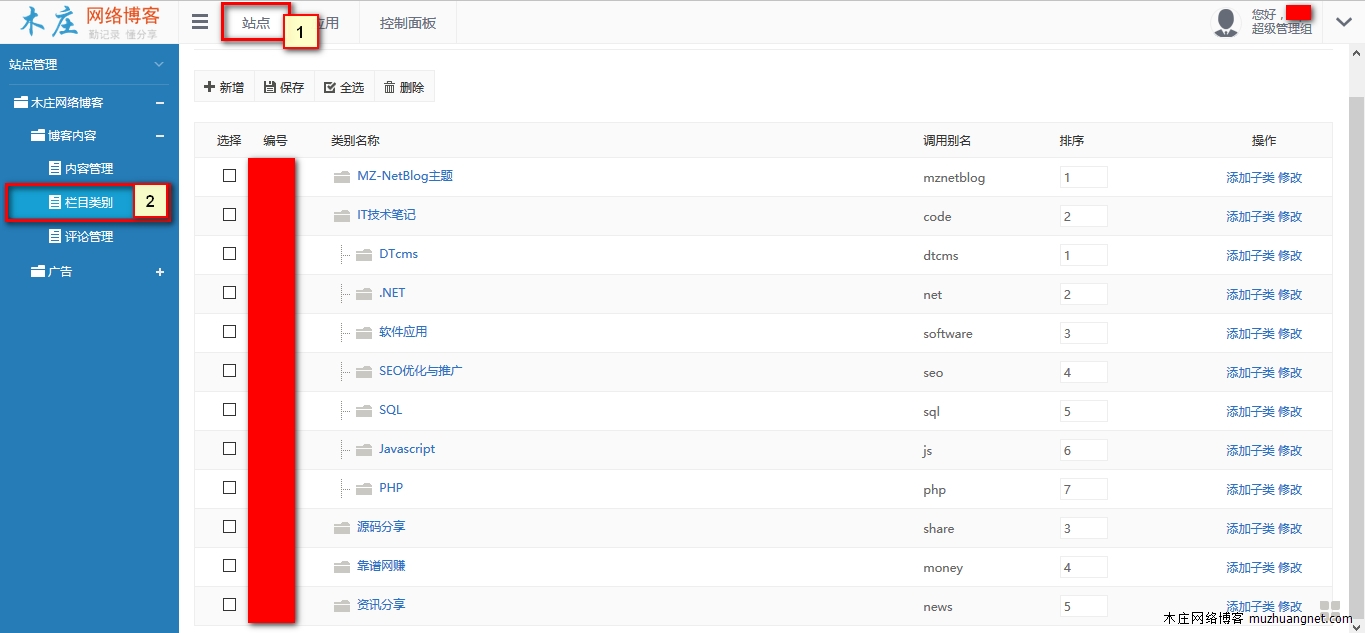 木庄 网络博客
勤记录 懂分享
站点 1 应用 控制面板
您好，
超级管理组
站点管理
木庄网络博客
博客内容
内容管理
栏目类别 2
评论管理
广告
新增 保存 全选 删除
选择 编号 类别名称 调用别名 排序 操作
MZ-NetBlog主题 mznetblog 1 添加子类 修改
IT技术笔记 code 2 添加子类 修改
DTcms dtcms 1 添加子类 修改
.NET net 2 添加子类 修改
软件应用 software 3 添加子类 修改
SEO优化与推广 seo 4 添加子类 修改
SQL sql 5 添加子类 修改
Javascript js 6 添加子类 修改
PHP php 7 添加子类 修改
源码分享 share 3 添加子类 修改
靠谱网赚 money 4 添加子类 修改
资讯分享 news 5 添加子类 修改
木庄网络博客 muzhuangnet.com